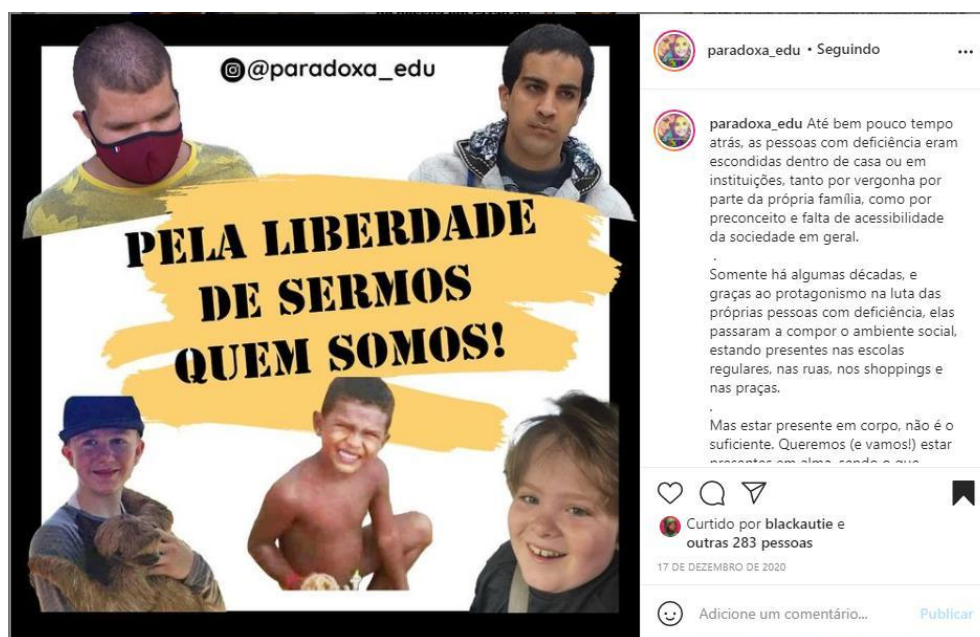 @paradoxa_edu
PELA LIBERDADE
DE SERMOS
QUEM SOMOS!
paradoxa_edu • Seguindo
paradoxa_edu Até bem pouco tempo
atrás, as pessoas com deficiência eram
escondidas dentro de casa ou em
instituições, tanto por vergonha por
parte da própria família, como por
preconceito e falta de acessibilidade
da sociedade em geral.
.
Somente há algumas décadas, e
graças ao protagonismo na luta das
próprias pessoas com deficiência, elas
passaram a compor o ambiente social,
estando presentes nas escolas
regulares, nas ruas, nos shoppings e
nas praças.
.
Mas estar presente em corpo, não é o
suficiente. Queremos (e vamos!) estar
presentes em alma, sendo o que
Curtido por blackautie e
outras 283 pessoas
17 DE DEZEMBRO DE 2020
Adicione um comentário...
Publicar